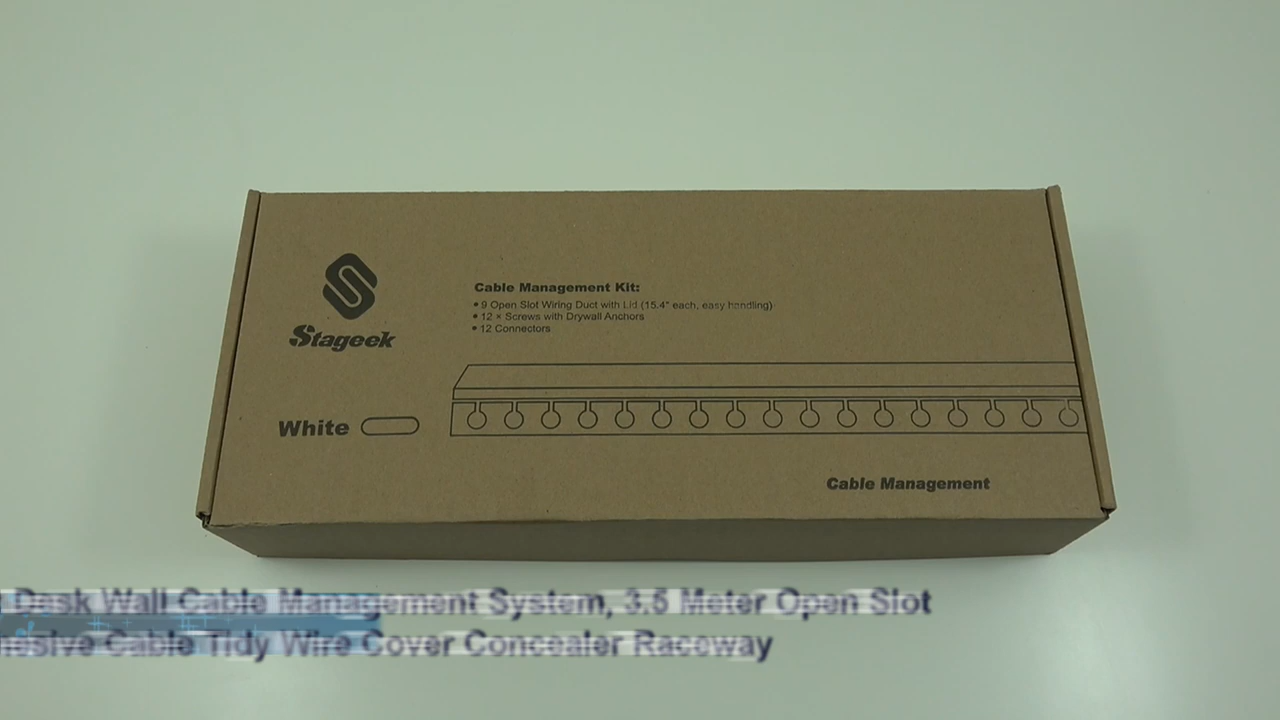 Stageek
White
Cable Management Kit:
• 9 Open Slot Wiring Duct with Lid (15.4" each, easy handling)
• 12 × Screws with Drywall Anchors
• 12 Connectors
Cable Management
Desk Wall Cable Management System, 3.5 Meter Open Slot
Cable Tidy Wire Cover Concealer Raceway